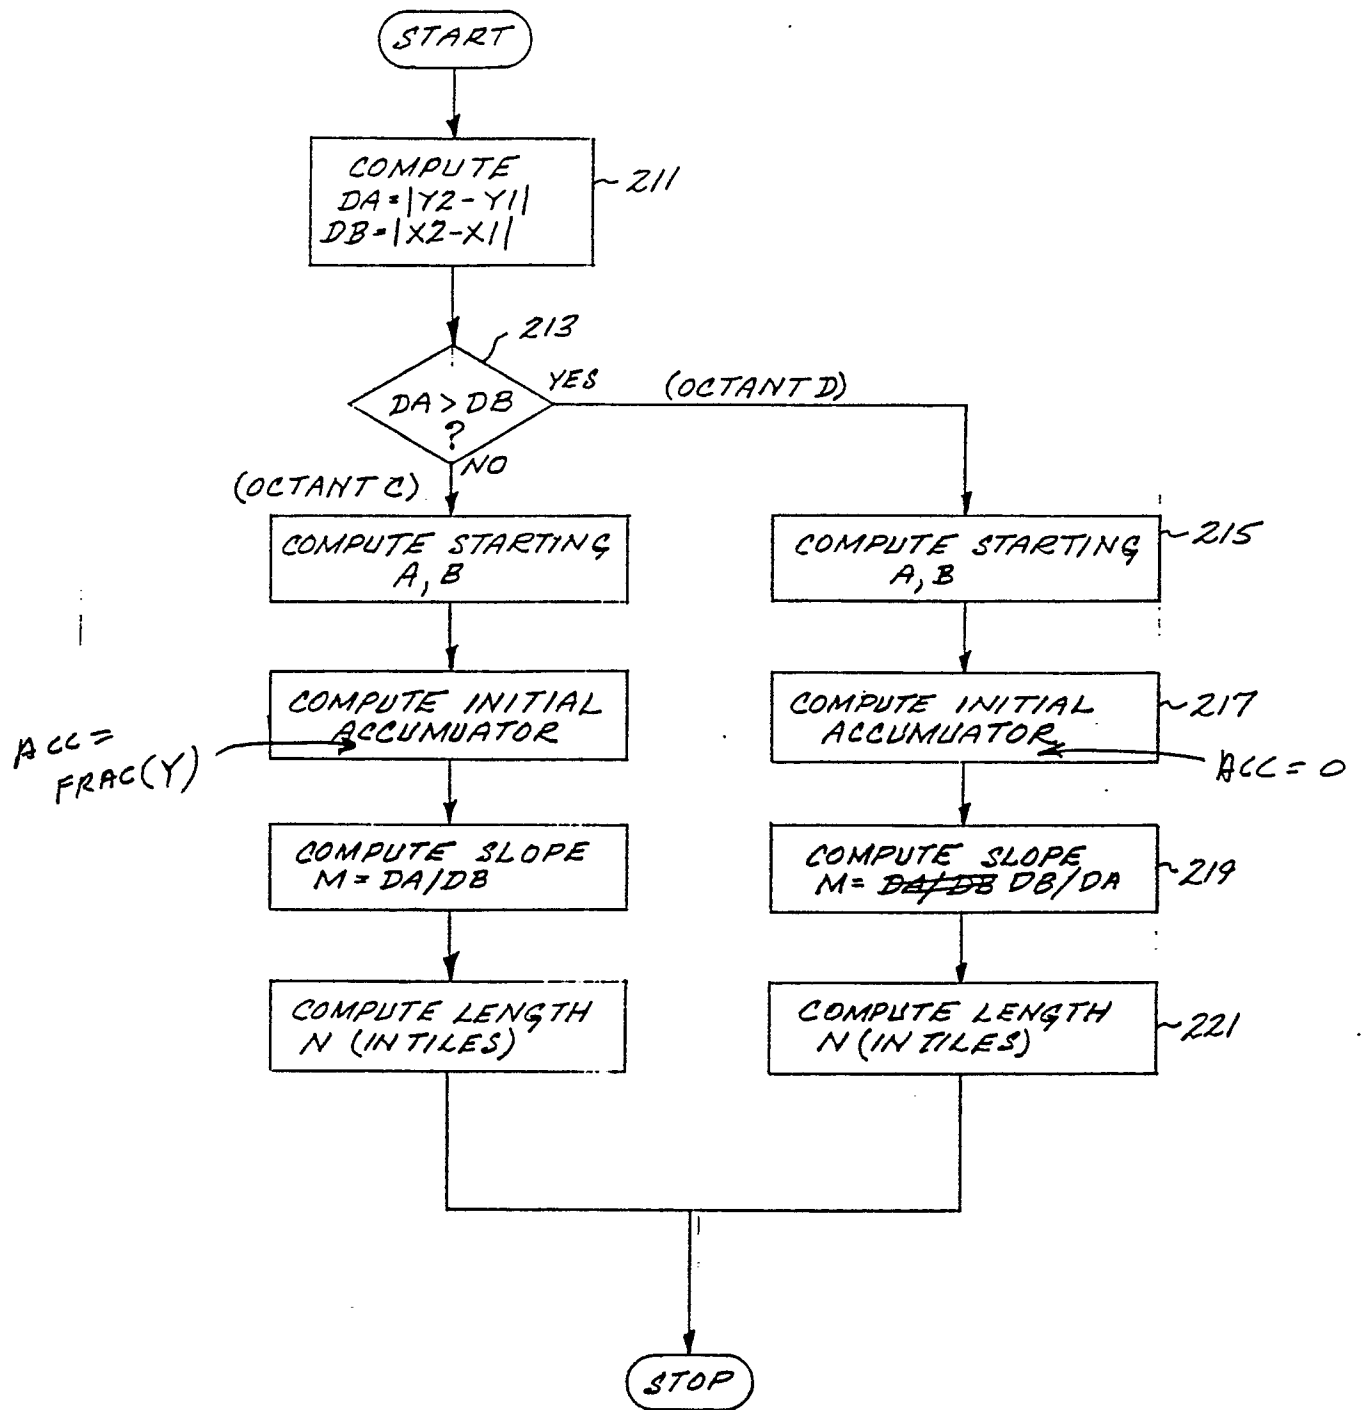 START
COMPUTE
DA=|Y2-Y1|
DB=|X2-X1|
211
213
DA>DB
?
YES
(OCTANT D)
NO
(OCTANT C)
COMPUTE STARTING
A, B
COMPUTE STARTING
A, B
215
COMPUTE INITIAL
ACCUMUATOR
ACC=
FRAC(Y)
COMPUTE INITIAL
ACCUMUATOR
217
ACC=0
COMPUTE SLOPE
M=DA/DB
COMPUTE SLOPE
M= DA/DB DB/DA
219
COMPUTE LENGTH
N (IN TILES)
COMPUTE LENGTH
N (IN TILES)
221
STOP